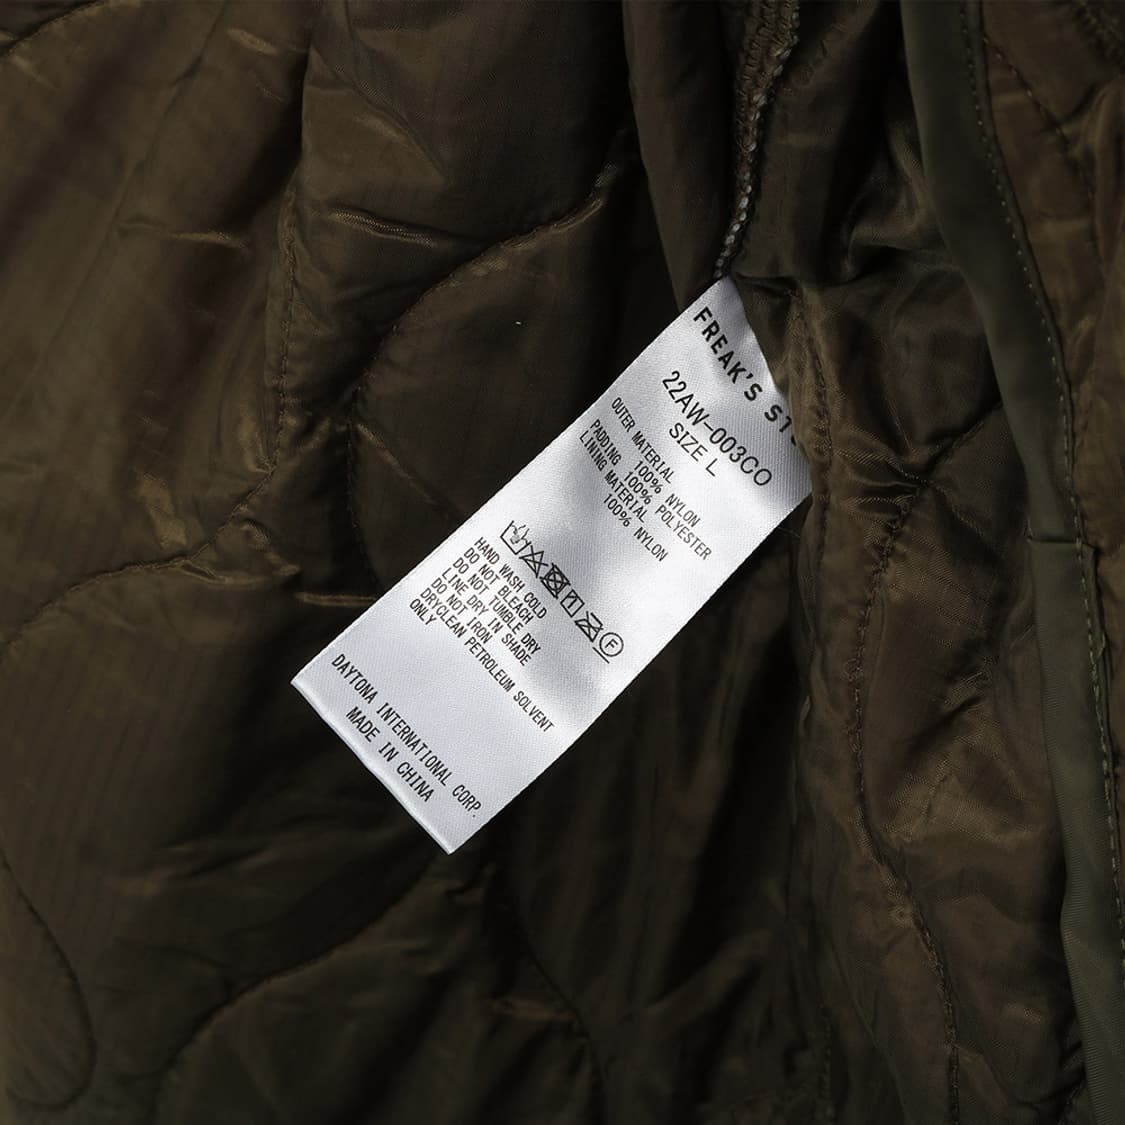 FREAK'S
22AW-003CO
SIZE L
OUTER MATERIAL
100% NYLON
PADDING 100% POLYESTER
LINING MATERIAL
100% NYLON
F
HAND WASH COLD
DO NOT BLEACH
DO NOT TUMBLE DRY
LINE DRY IN SHADE
DO NOT IRON
DRYCLEAN PETROLEUM SOLVENT
ONLY
DAYTONA INTERNATIONAL CORP.
MADE IN CHINA